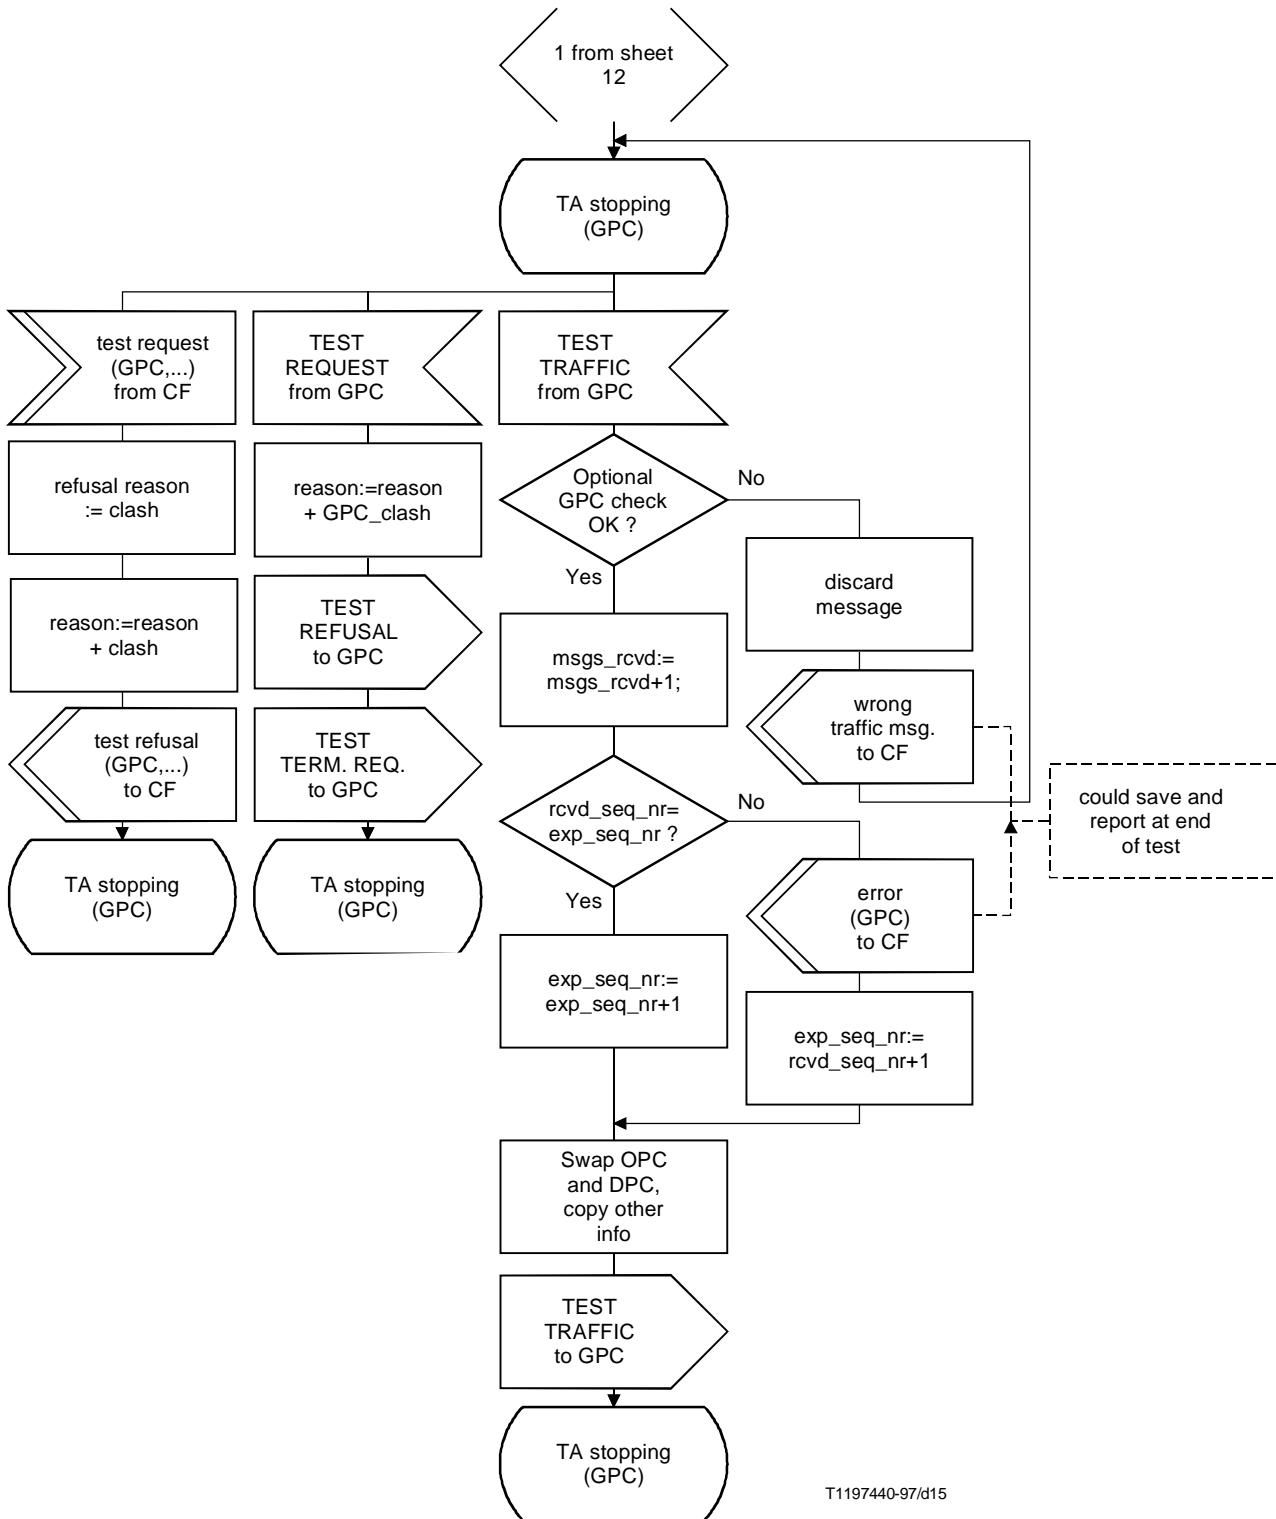 1 from sheet
12
TA stopping
(GPC)
test request
(GPC,...)
from CF
TEST
REQUEST
from GPC
TEST
TRAFFIC
from GPC
refusal reason
:= clash
reason:=reason
+ GPC_clash
Optional
GPC check
OK ?
No
Yes
reason:=reason
+ clash
TEST
REFUSAL
to GPC
discard
message
msgs_rcvd:=
msgs_rcvd+1;
wrong
traffic msg.
to CF
test refusal
(GPC,...)
to CF
TEST
TERM. REQ.
to GPC
rcvd_seq_nr=
exp_seq_nr ?
No
Yes
could save and
report at end
of test
TA stopping
(GPC)
TA stopping
(GPC)
error
(GPC)
to CF
exp_seq_nr:=
exp_seq_nr+1
exp_seq_nr:=
rcvd_seq_nr+1
Swap OPC
and DPC,
copy other
info
TEST
TRAFFIC
to GPC
TA stopping
(GPC)
T1197440-97/d15